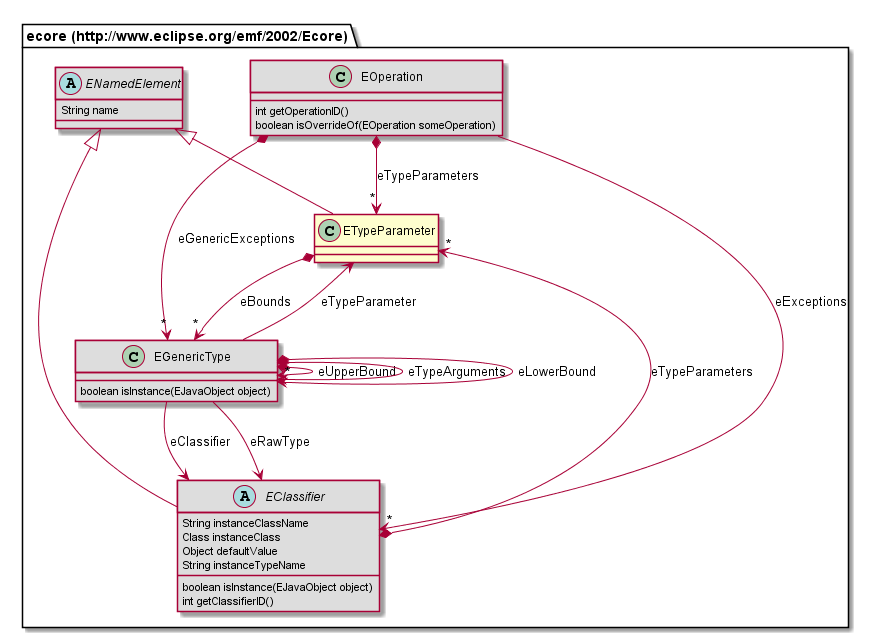 ecore (http://www.eclipse.org/emf/2002/Ecore)
A ENamedElement
String name
C EOperation
int getOperationID()
boolean isOverrideOf(EOperation someOperation)
eTypeParameters
*
C ETypeParameter
*
eGenericExceptions
eBounds
eTypeParameter
eExceptions
*
*
C EGenericType
boolean isInstance(EJavaObject object)
*
eUpperBound
eTypeArguments
eLowerBound
eTypeParameters
eClassifier
eRawType
A EClassifier
*
String instanceClassName
Class instanceClass
Object defaultValue
String instanceTypeName
boolean isInstance(EJavaObject object)
int getClassifierID()